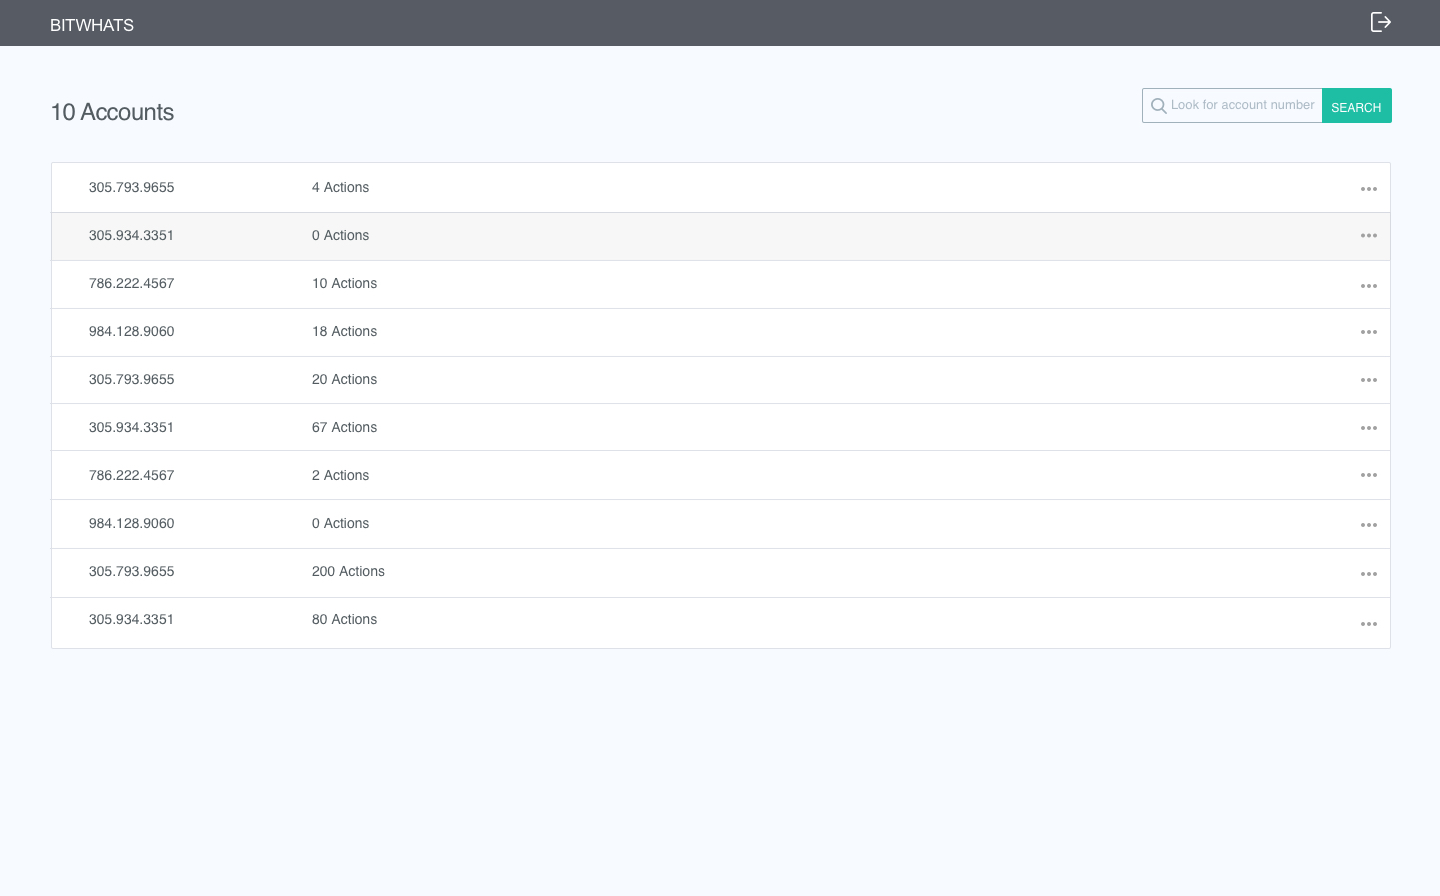 BITWHATS
10 Accounts
Look for account number SEARCH
305.793.9655 4 Actions
305.934.3351 0 Actions
786.222.4567 10 Actions
984.128.9060 18 Actions
305.793.9655 20 Actions
305.934.3351 67 Actions
786.222.4567 2 Actions
984.128.9060 0 Actions
305.793.9655 200 Actions
305.934.3351 80 Actions